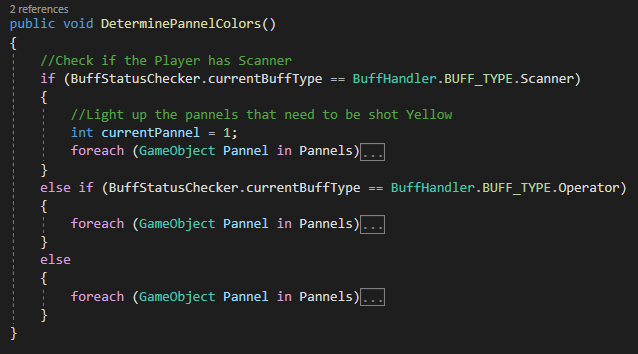 2 references
public void DeterminePannelColors()
{
//Check if the Player has Scanner
if (BuffStatusChecker.currentBuffType == BuffHandler.BUFF_TYPE.Scanner)
{
//Light up the pannels that need to be shot Yellow
int currentPannel = 1;
foreach (GameObject Pannel in Pannels)...
}
else if (BuffStatusChecker.currentBuffType == BuffHandler.BUFF_TYPE.Operator)
{
foreach (GameObject Pannel in Pannels)...
}
else
{
foreach (GameObject Pannel in Pannels)...
}
}